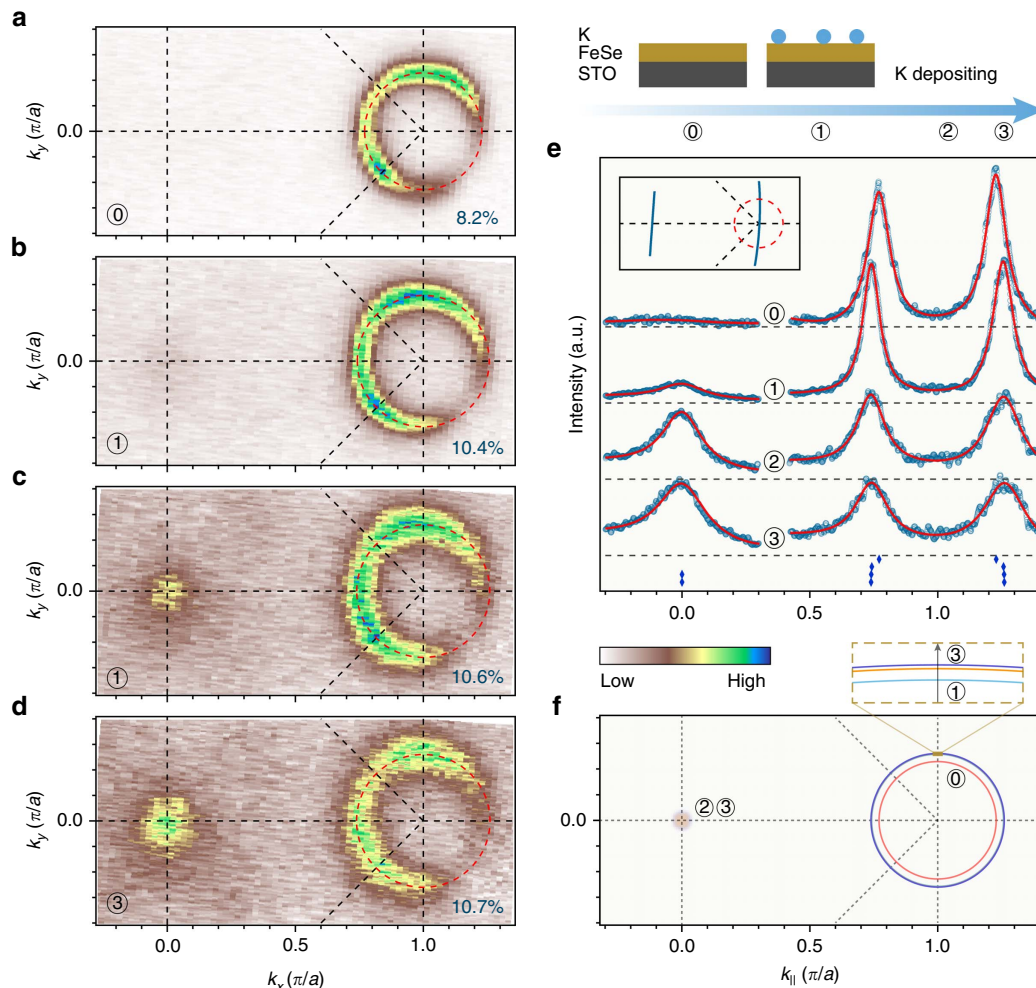 a
k_y (π/a)
0.0
⓪
8.2%
b
k_y (π/a)
0.0
①
10.4%
c
k_y (π/a)
0.0
①
10.6%
d
k_y (π/a)
0.0
③
10.7%
0.0 0.5 1.0
k_x (π/a)
K
FeSe
STO
K depositing
⓪ ① ② ③
e
Intensity (a.u.)
⓪
①
②
③
0.0 0.5 1.0
Low High
③
①
f
0.0
②③
⓪
0.0 0.5 1.0
k_|| (π/a)